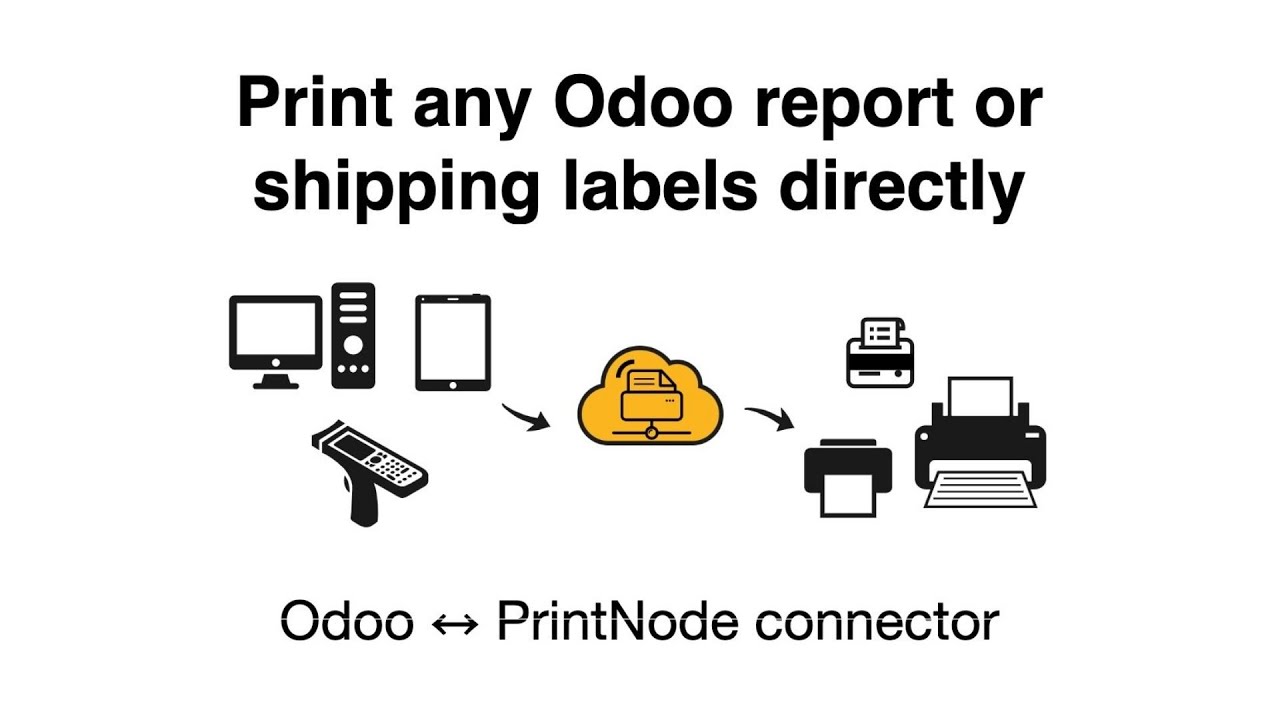 Print any Odoo report or
shipping labels directly
Odoo ↔ PrintNode connector